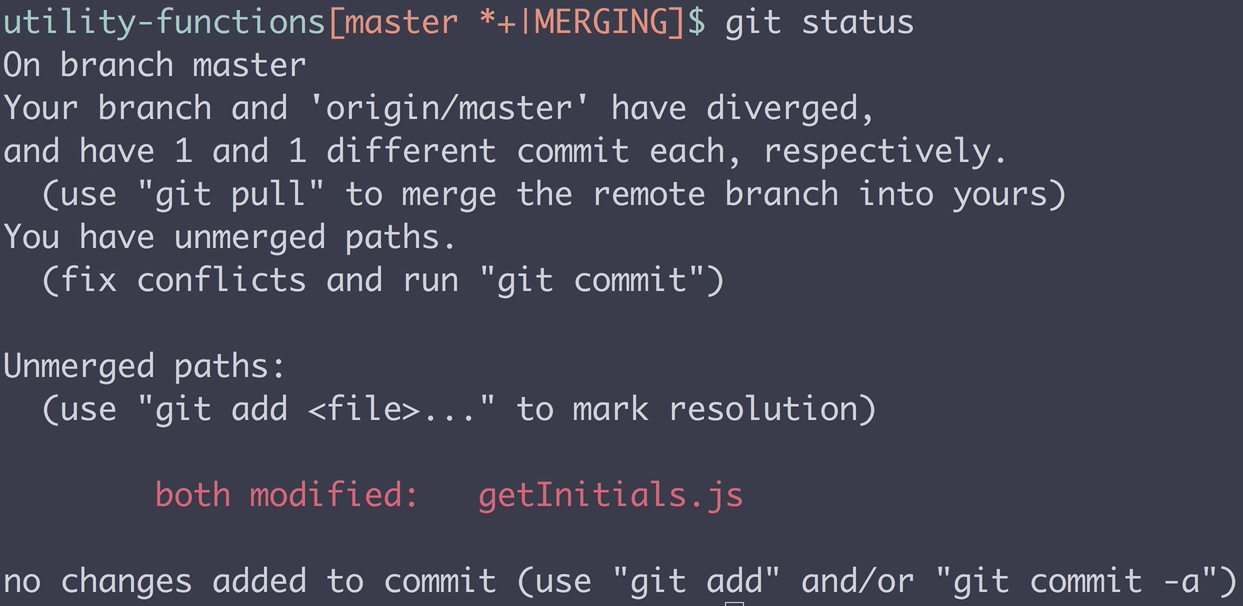 utility-functions[master *+|MERGING]$ git status
On branch master
Your branch and 'origin/master' have diverged,
and have 1 and 1 different commit each, respectively.
  (use "git pull" to merge the remote branch into yours)
You have unmerged paths.
  (fix conflicts and run "git commit")

Unmerged paths:
  (use "git add <file>..." to mark resolution)

        both modified:   getInitials.js

no changes added to commit (use "git add" and/or "git commit -a")